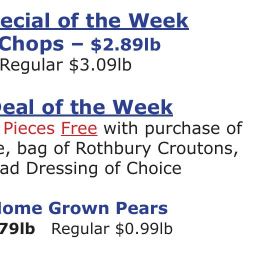 ecial of the Week
Chops – $2.89lb
Regular $3.09lb
Deal of the Week
Pieces Free with purchase of
e, bag of Rothbury Croutons,
ad Dressing of Choice
Home Grown Pears
79lb Regular $0.99lb